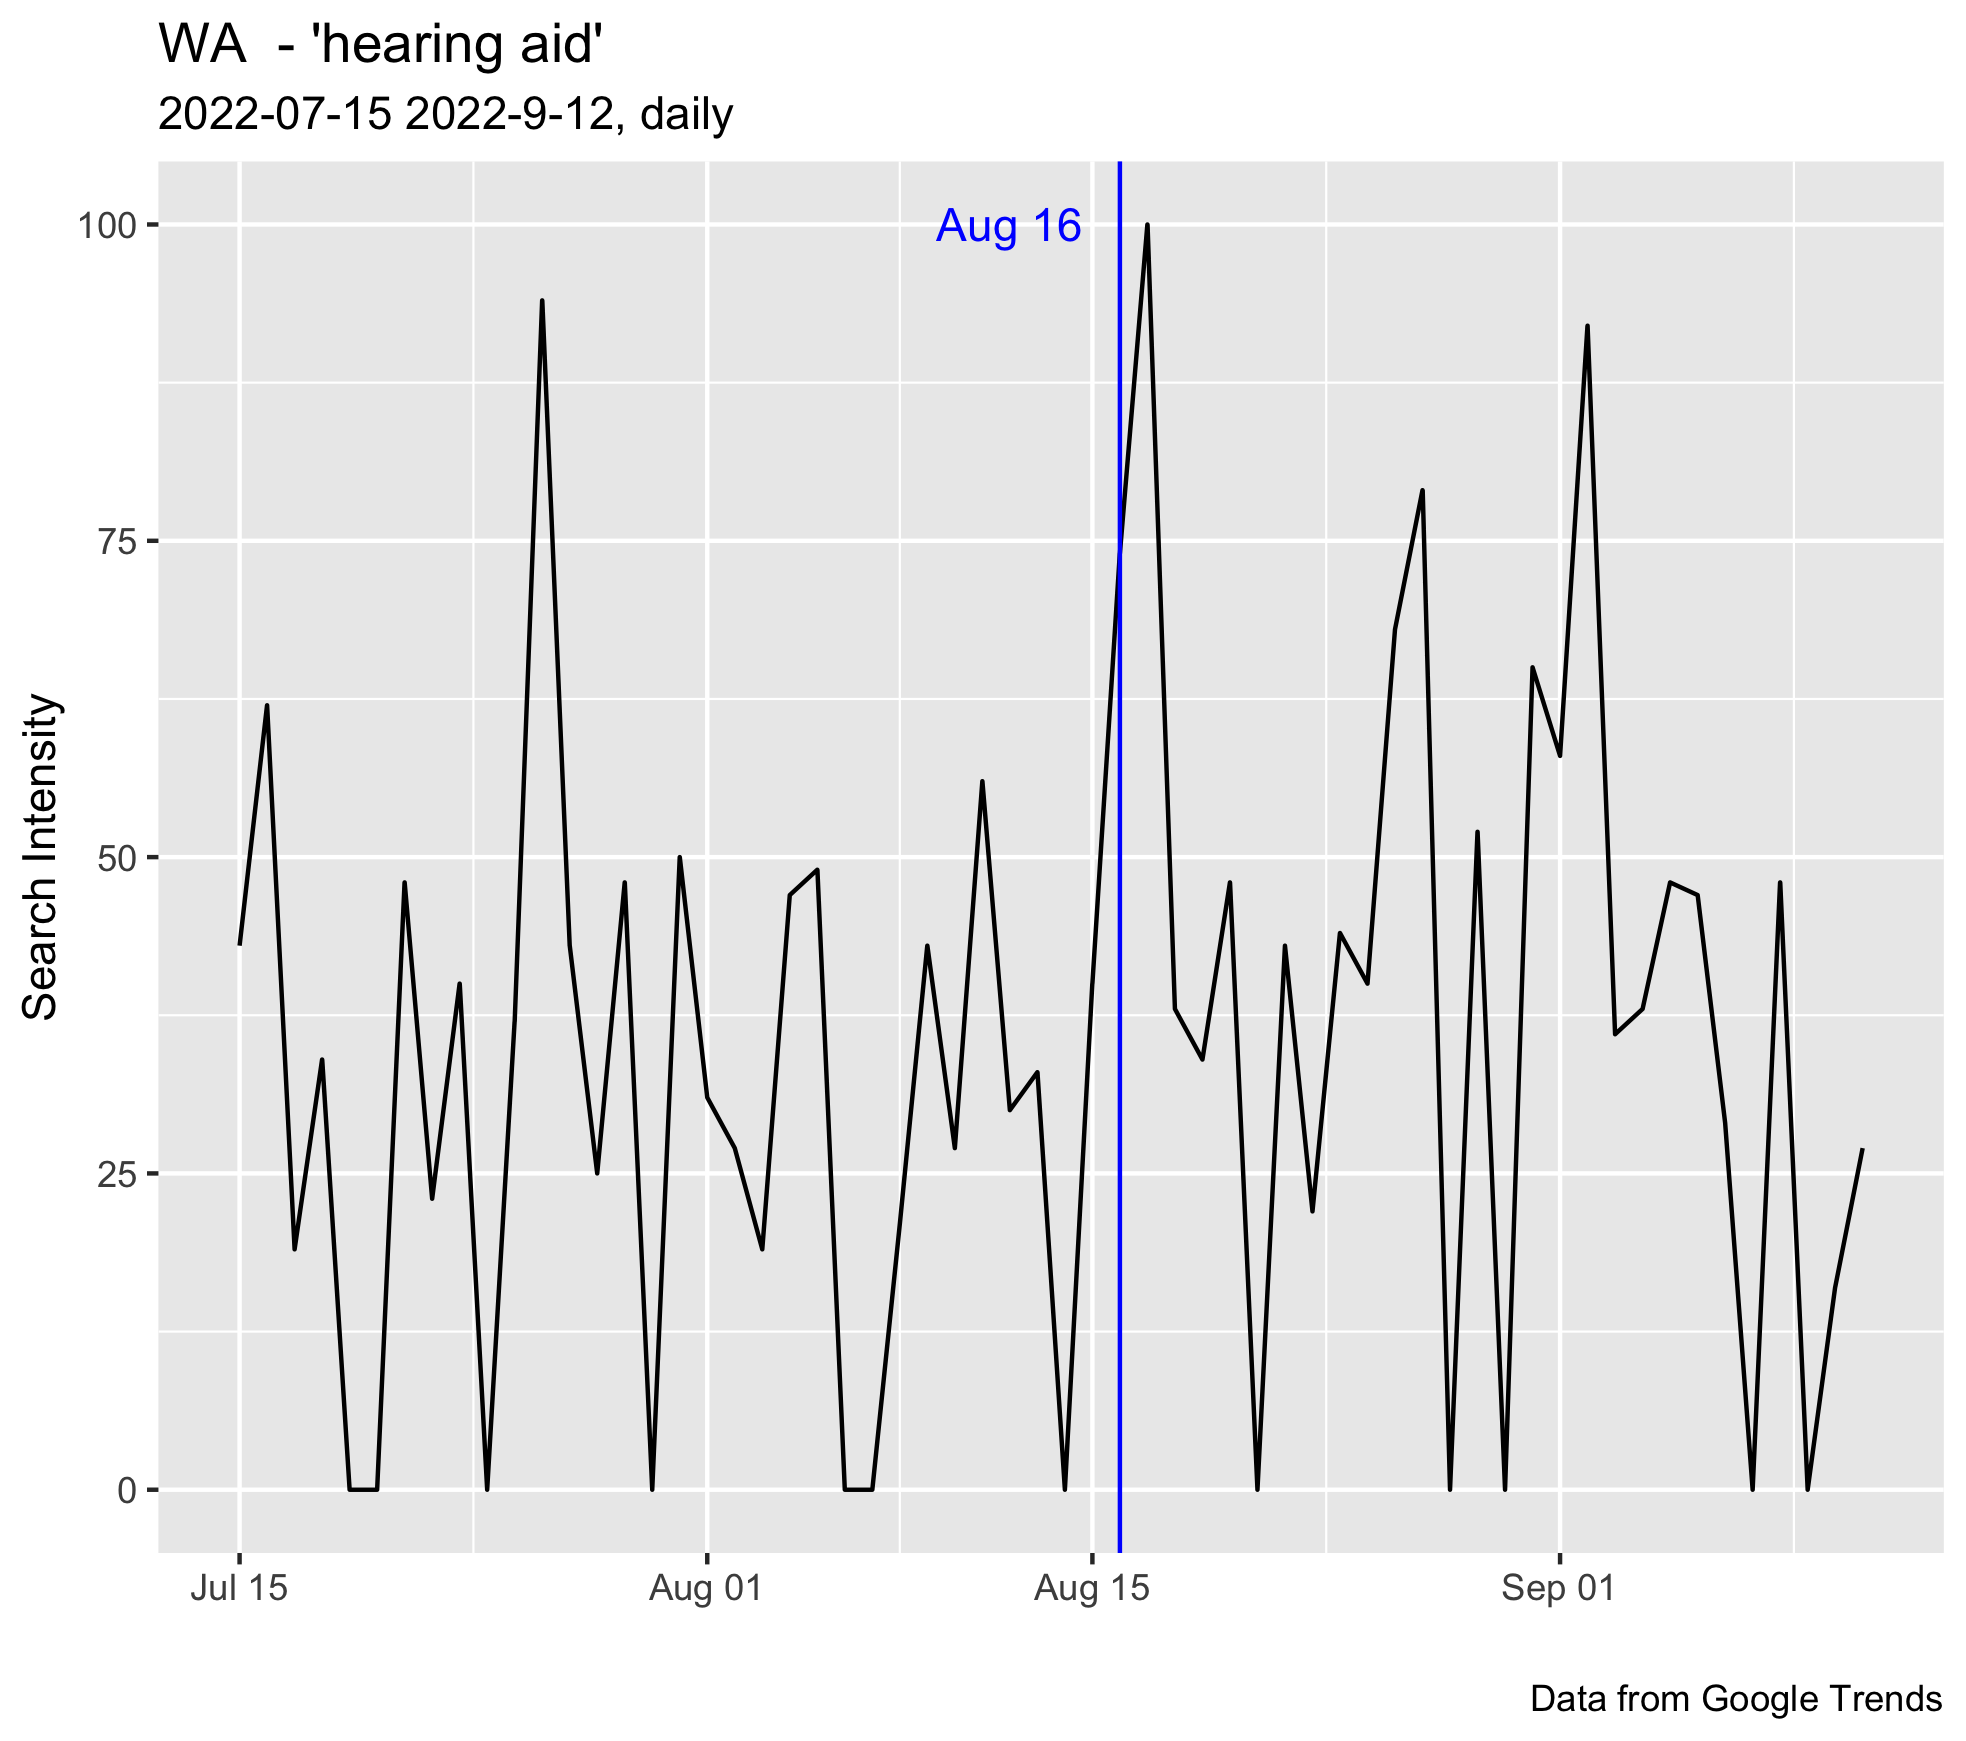 WA  - 'hearing aid'
2022-07-15 2022-9-12, daily
Aug 16
100
75
50
25
0
Search Intensity
Jul 15
Aug 01
Aug 15
Sep 01
Data from Google Trends